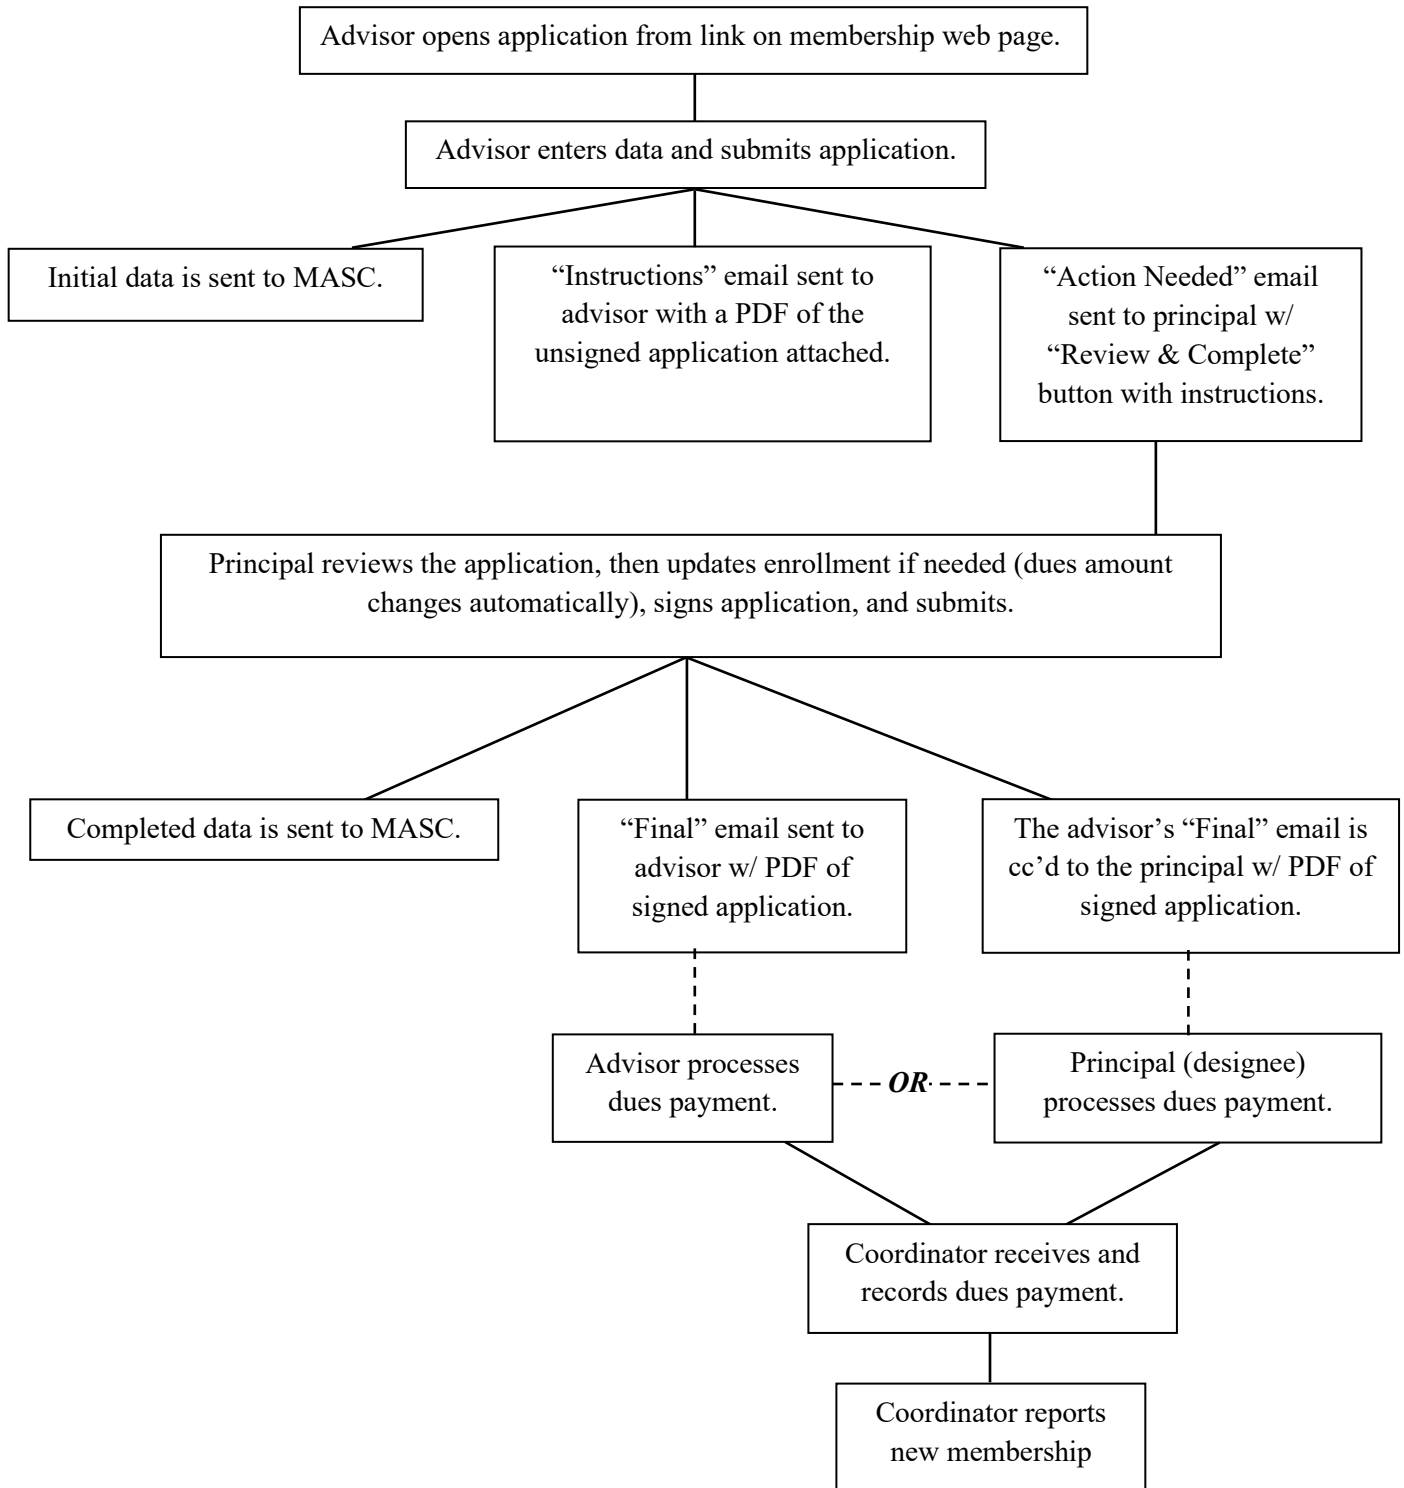 Advisor opens application from link on membership web page.
Advisor enters data and submits application.
Initial data is sent to MASC.
“Instructions” email sent to
advisor with a PDF of the
unsigned application attached.
“Action Needed” email
sent to principal w/
“Review & Complete”
button with instructions.
Principal reviews the application, then updates enrollment if needed (dues amount
changes automatically), signs application, and submits.
Completed data is sent to MASC.
“Final” email sent to
advisor w/ PDF of
signed application.
The advisor’s “Final” email is
cc’d to the principal w/ PDF of
signed application.
Advisor processes
dues payment.
OR
Principal (designee)
processes dues payment.
Coordinator receives and
records dues payment.
Coordinator reports
new membership